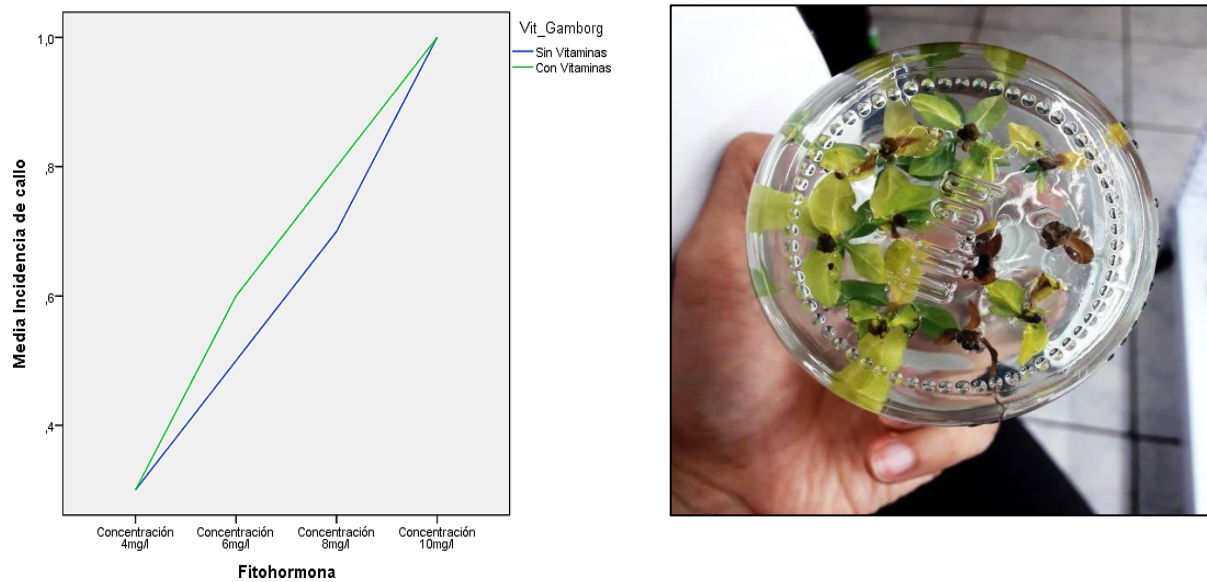 Vit_Gamborg
Sin Vitaminas
Con Vitaminas
Media Incidencia de callo
1,0
,8
,6
,4
Concentración
4mg/l
Concentración
6mg/l
Concentración
8mg/l
Concentración
10mg/l
Fitohormona